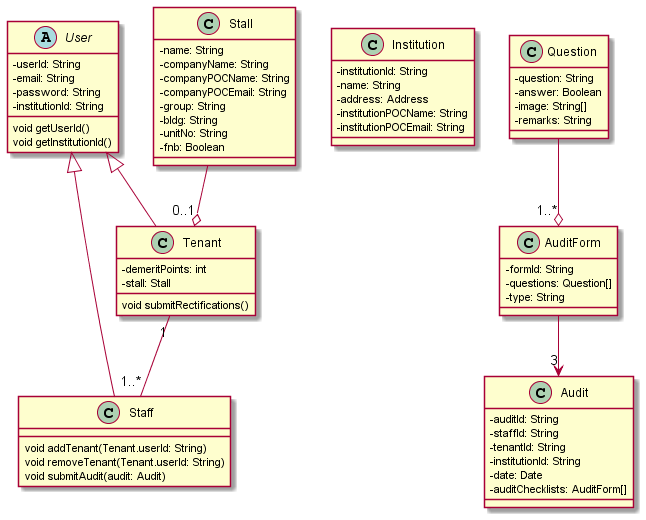 A User
-userId: String
-email: String
-password: String
-institutionId: String
void getUserId()
void getInstitutionId()
C Stall
-name: String
-companyName: String
-companyPOCName: String
-companyPOCEmail: String
-group: String
-bldg: String
-unitNo: String
-fnb: Boolean
C Institution
-institutionId: String
-name: String
-address: Address
-institutionPOCName: String
-institutionPOCEmail: String
C Question
-question: String
-answer: Boolean
-image: String[]
-remarks: String
0..1
1..*
C Tenant
-demeritPoints: int
-stall: Stall
void submitRectifications()
C AuditForm
-formId: String
-questions: Question[]
-type: String
1
1..*
3
C Staff
void addTenant(Tenant.userId: String)
void removeTenant(Tenant.userId: String)
void submitAudit(audit: Audit)
C Audit
-auditId: String
-staffId: String
-tenantId: String
-institutionId: String
-date: Date
-auditChecklists: AuditForm[]